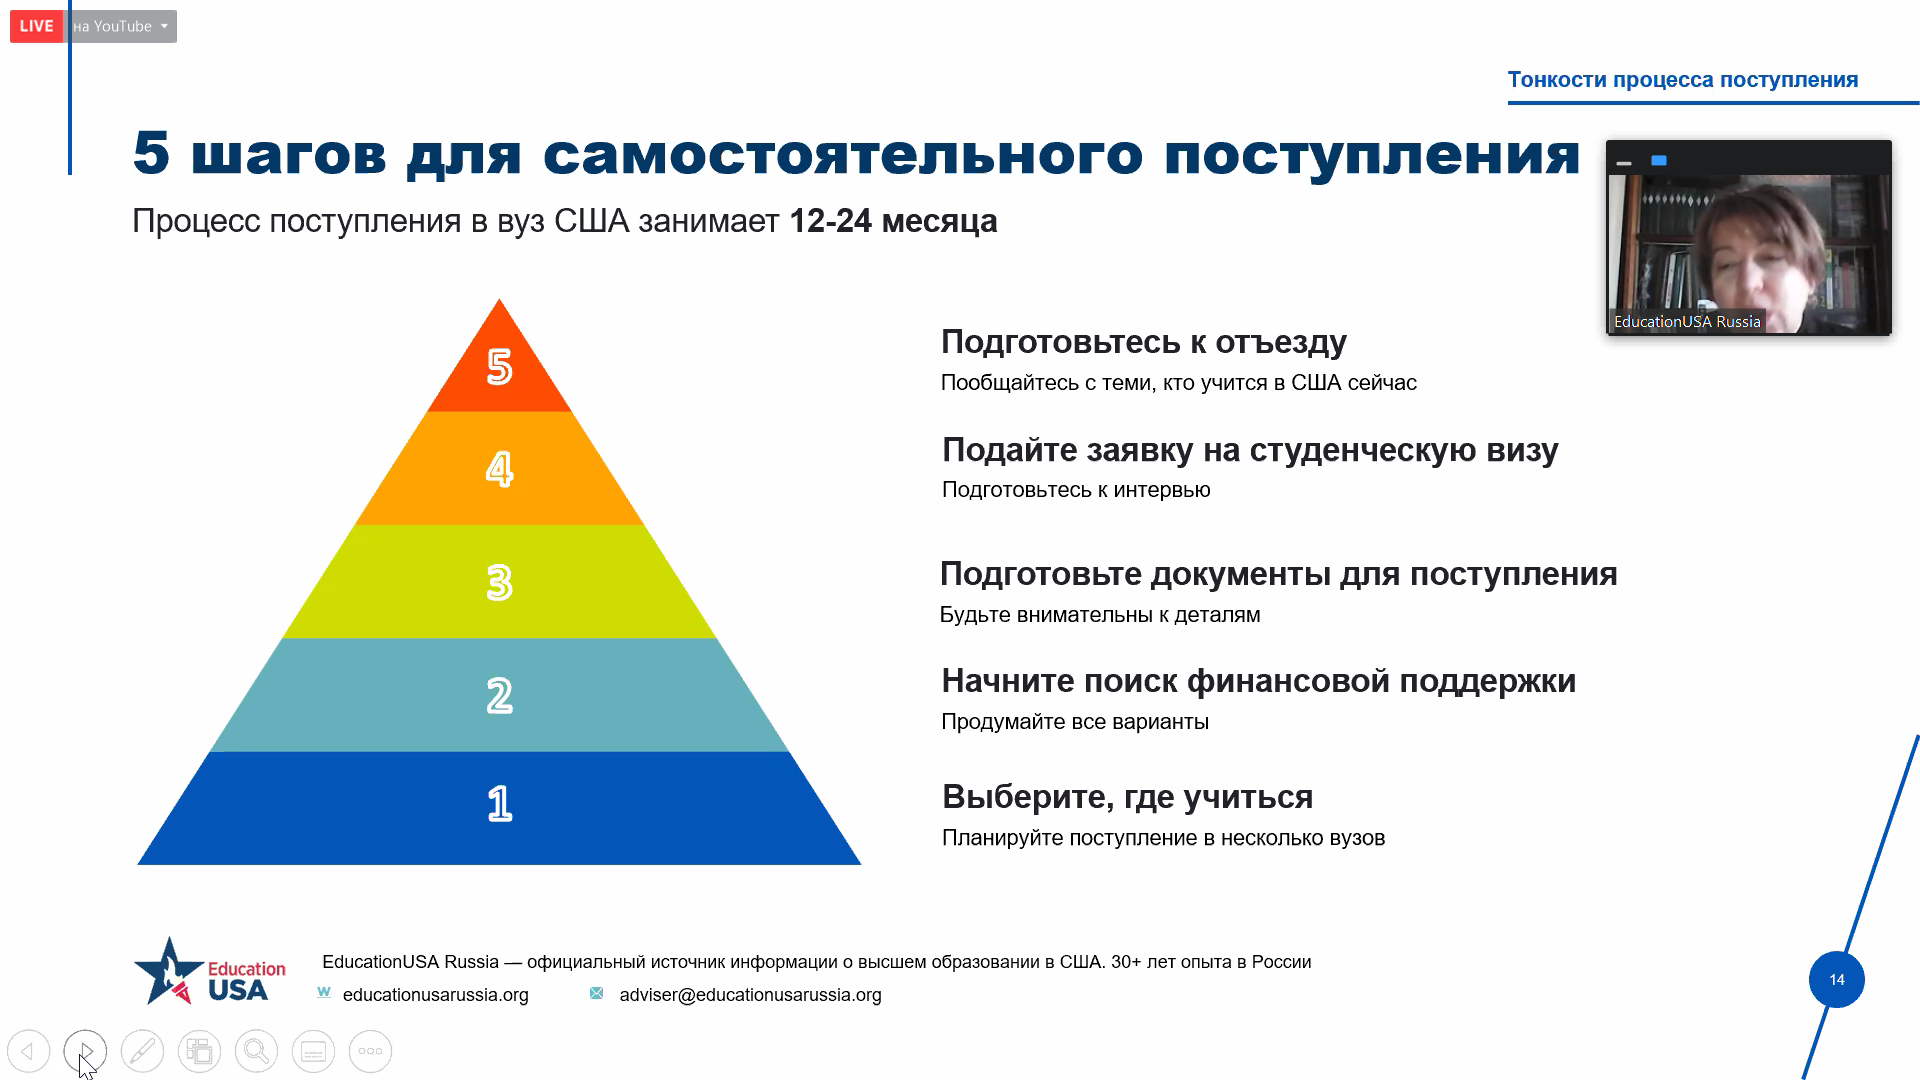 LIVE на YouTube
Тонкости процесса поступления
5 шагов для самостоятельного поступления
Процесс поступления в вуз США занимает 12-24 месяца
EducationUSA Russia
5
Подготовьтесь к отъезду
Пообщайтесь с теми, кто учится в США сейчас
4
Подайте заявку на студенческую визу
Подготовьтесь к интервью
3
Подготовьте документы для поступления
Будьте внимательны к деталям
2
Начните поиск финансовой поддержки
Продумайте все варианты
1
Выберите, где учиться
Планируйте поступление в несколько вузов
Education
USA
EducationUSA Russia — официальный источник информации о высшем образовании в США. 30+ лет опыта в России
W educationusarussia.org adviser@educationusarussia.org
14